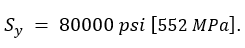 S_y = 80000 psi [552 MPa].